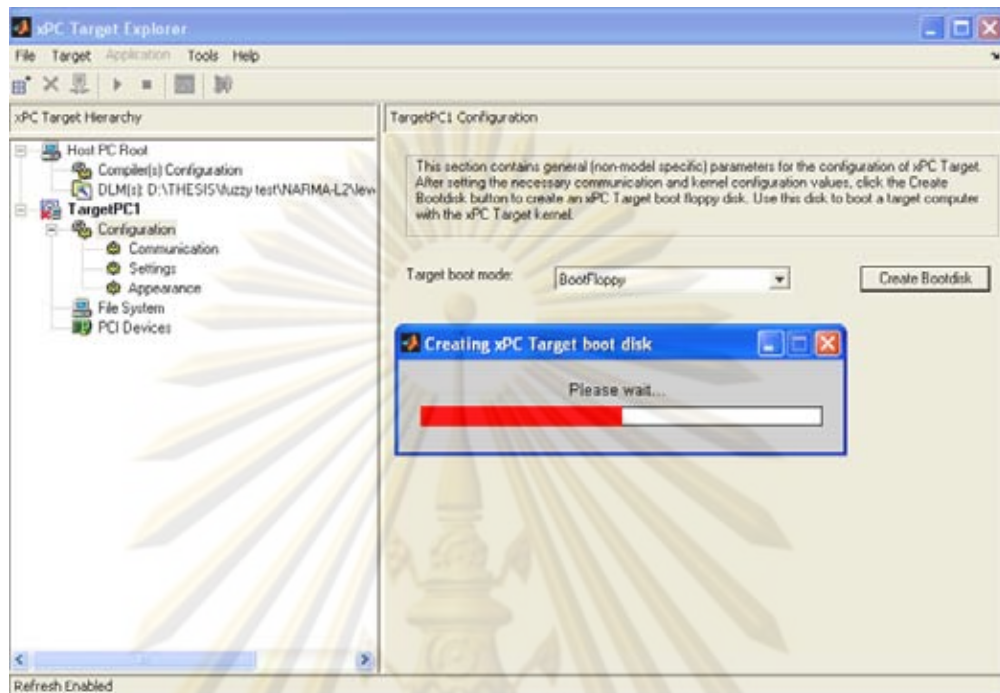 xPC Target Explorer
File Target Application Tools Help
xPC Target Hierarchy
Host PC Root
Compiler(s) Configuration
DLM(s): D:\THESIS\fuzzy test\NARMA-L2\lev
TargetPC1
Configuration
Communication
Settings
Appearance
File System
PCI Devices
TargetPC1 Configuration
This section contains general (non-model specific) parameters for the configuration of xPC Target.
After setting the necessary communication and kernel configuration values, click the Create
Bootdisk button to create an xPC Target boot floppy disk. Use this disk to boot a target computer
with the xPC Target kernel.
Target boot mode:
BootFloppy
Create Bootdisk
Creating xPC Target boot disk
Please wait...
Refresh Enabled